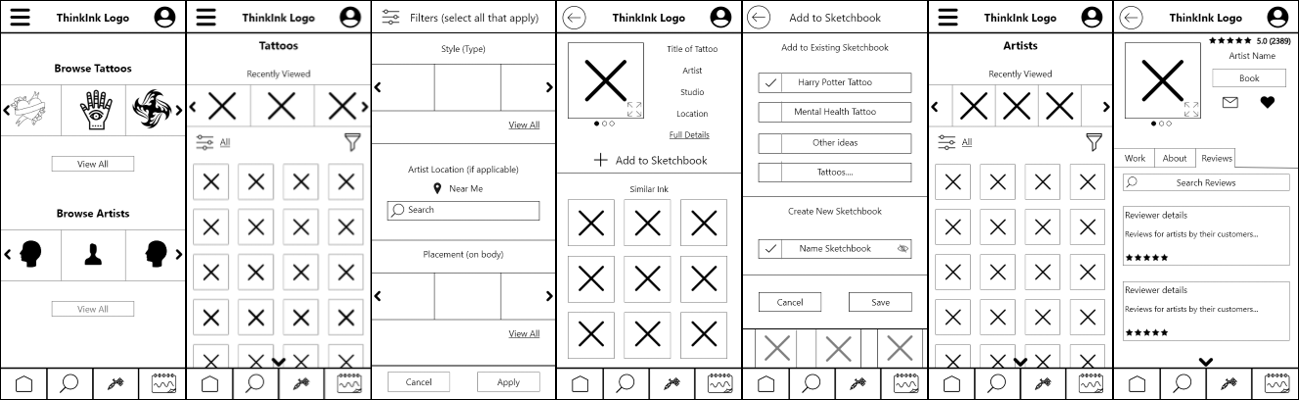 ThinkInk Logo
Browse Tattoos
View All
Browse Artists
View All
ThinkInk Logo
Tattoos
Recently Viewed
All
Filters (select all that apply)
Style (Type)
View All
Artist Location (if applicable)
Near Me
Search
Placement (on body)
View All
Cancel
Apply
ThinkInk Logo
Title of Tattoo
Artist
Studio
Location
Full Details
Add to Sketchbook
Similar Ink
Add to Sketchbook
Add to Existing Sketchbook
Harry Potter Tattoo
Mental Health Tattoo
Other ideas
Tattoos....
Create New Sketchbook
Name Sketchbook
Cancel
Save
ThinkInk Logo
Artists
Recently Viewed
All
ThinkInk Logo
5.0 (2389)
Artist Name
Book
Work
About
Reviews
Search Reviews
Reviewer details
Reviews for artists by their customers...
Reviewer details
Reviews for artists by their customers...